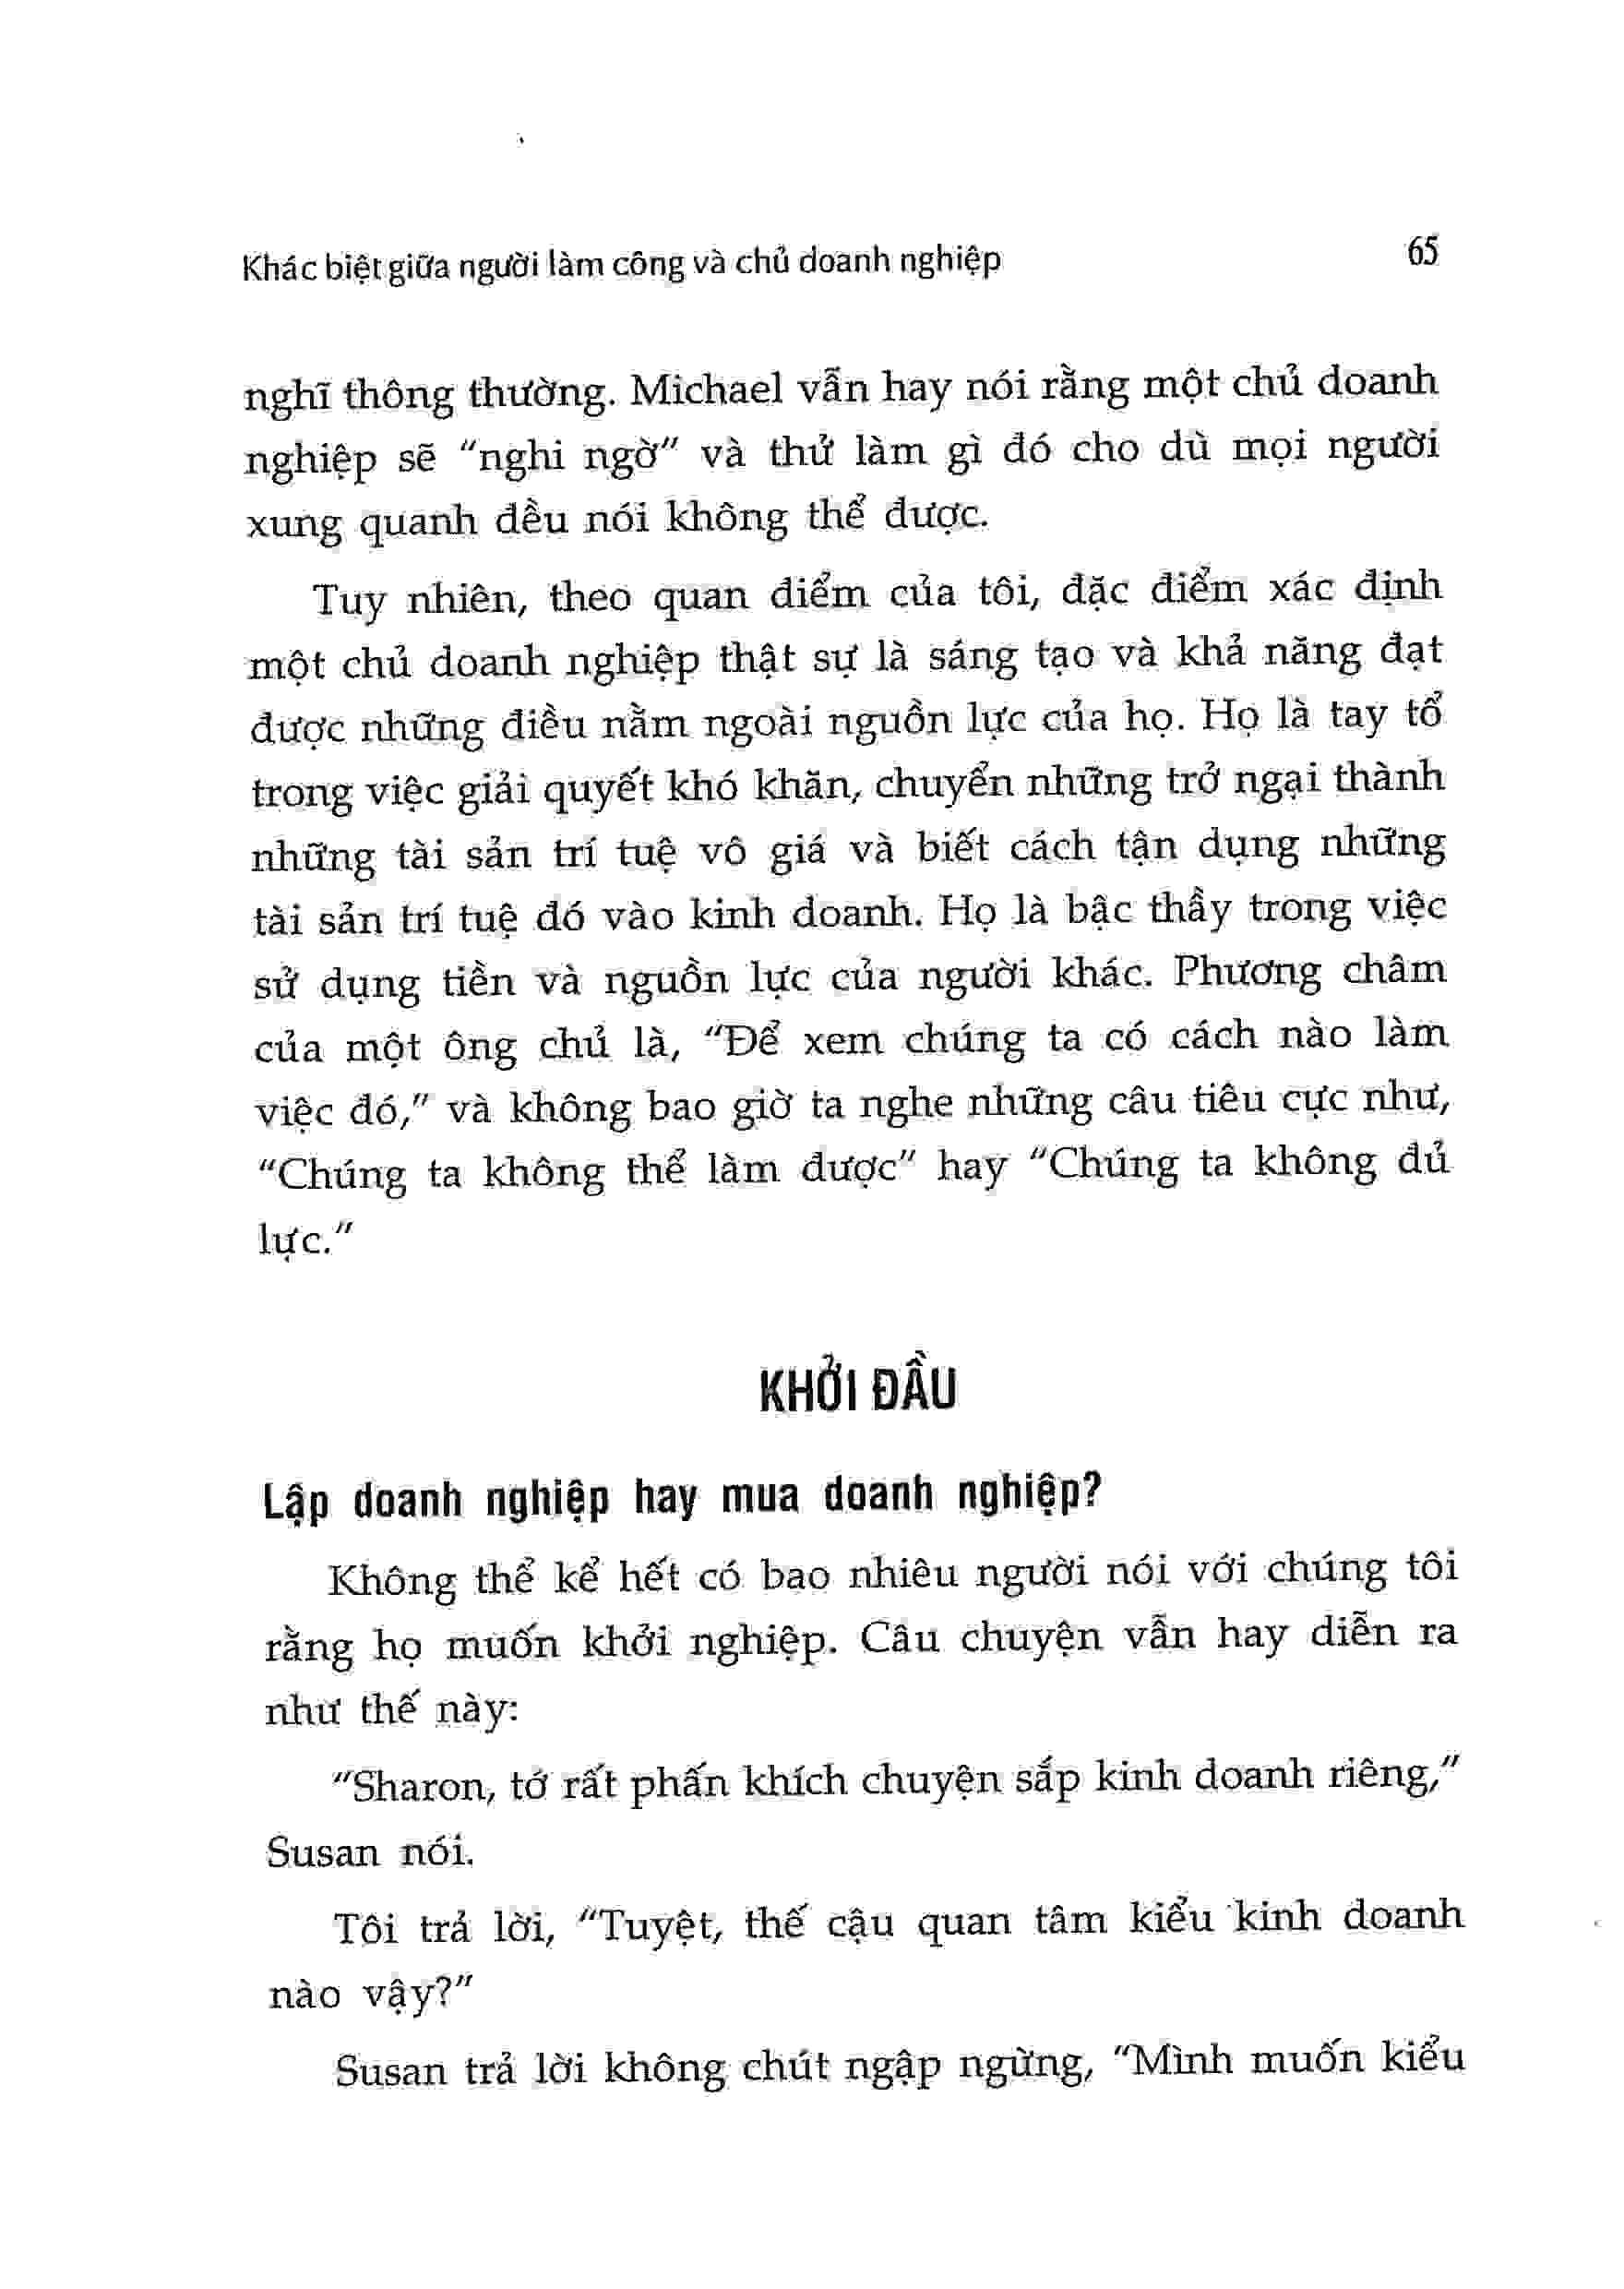 Khác biệt giữa người làm công và chủ doanh nghiệp 65
nghĩ thông thường. Michael vẫn hay nói rằng một chủ doanh
nghiệp sẽ “nghi ngờ” và thử làm gì đó cho dù mọi người
xung quanh đều nói không thể được.
Tuy nhiên, theo quan điểm của tôi, đặc điểm xác định
một chủ doanh nghiệp thật sự là sáng tạo và khả năng đạt
được những điều nằm ngoài nguồn lực của họ. Họ là tay tổ
trong việc giải quyết khó khăn, chuyển những trở ngại thành
những tài sản trí tuệ vô giá và biết cách tận dụng những
tài sản trí tuệ đó vào kinh doanh. Họ là bậc thầy trong việc
sử dụng tiền và nguồn lực của người khác. Phương châm
của một ông chủ là, “Để xem chúng ta có cách nào làm
việc đó,” và không bao giờ ta nghe những câu tiêu cực như,
“Chúng ta không thể làm được” hay “Chúng ta không đủ
lực.”
KHỞI ĐẦU
Lập doanh nghiệp hay mua doanh nghiệp?
Không thể kể hết có bao nhiêu người nói với chúng tôi
rằng họ muốn khởi nghiệp. Câu chuyện vẫn hay diễn ra
như thế này:
“Sharon, tớ rất phấn khích chuyện sắp kinh doanh riêng,”
Susan nói.
Tôi trả lời, “Tuyệt, thế cậu quan tâm kiểu kinh doanh
nào vậy?”
Susan trả lời không chút ngập ngừng, “Mình muốn kiểu